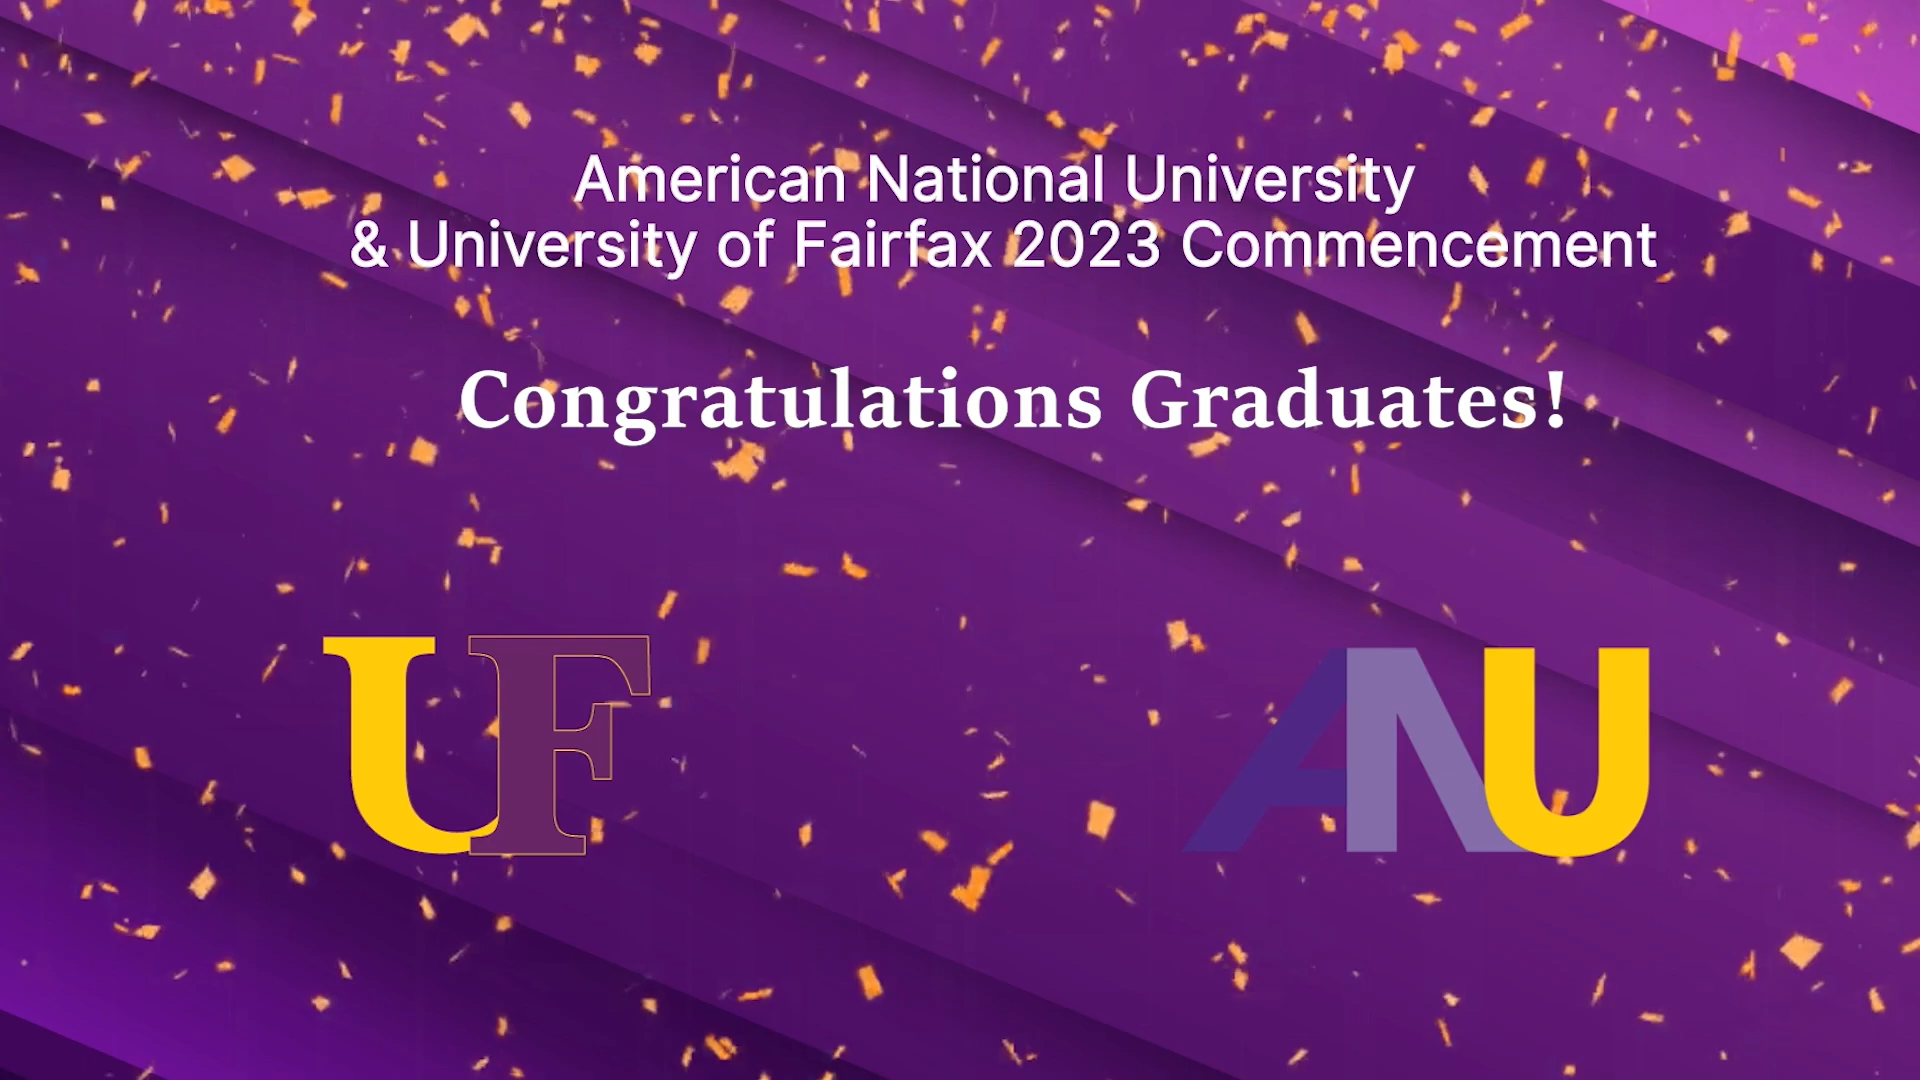 American National University
& University of Fairfax 2023 Commencement
Congratulations Graduates!
UF
ANU